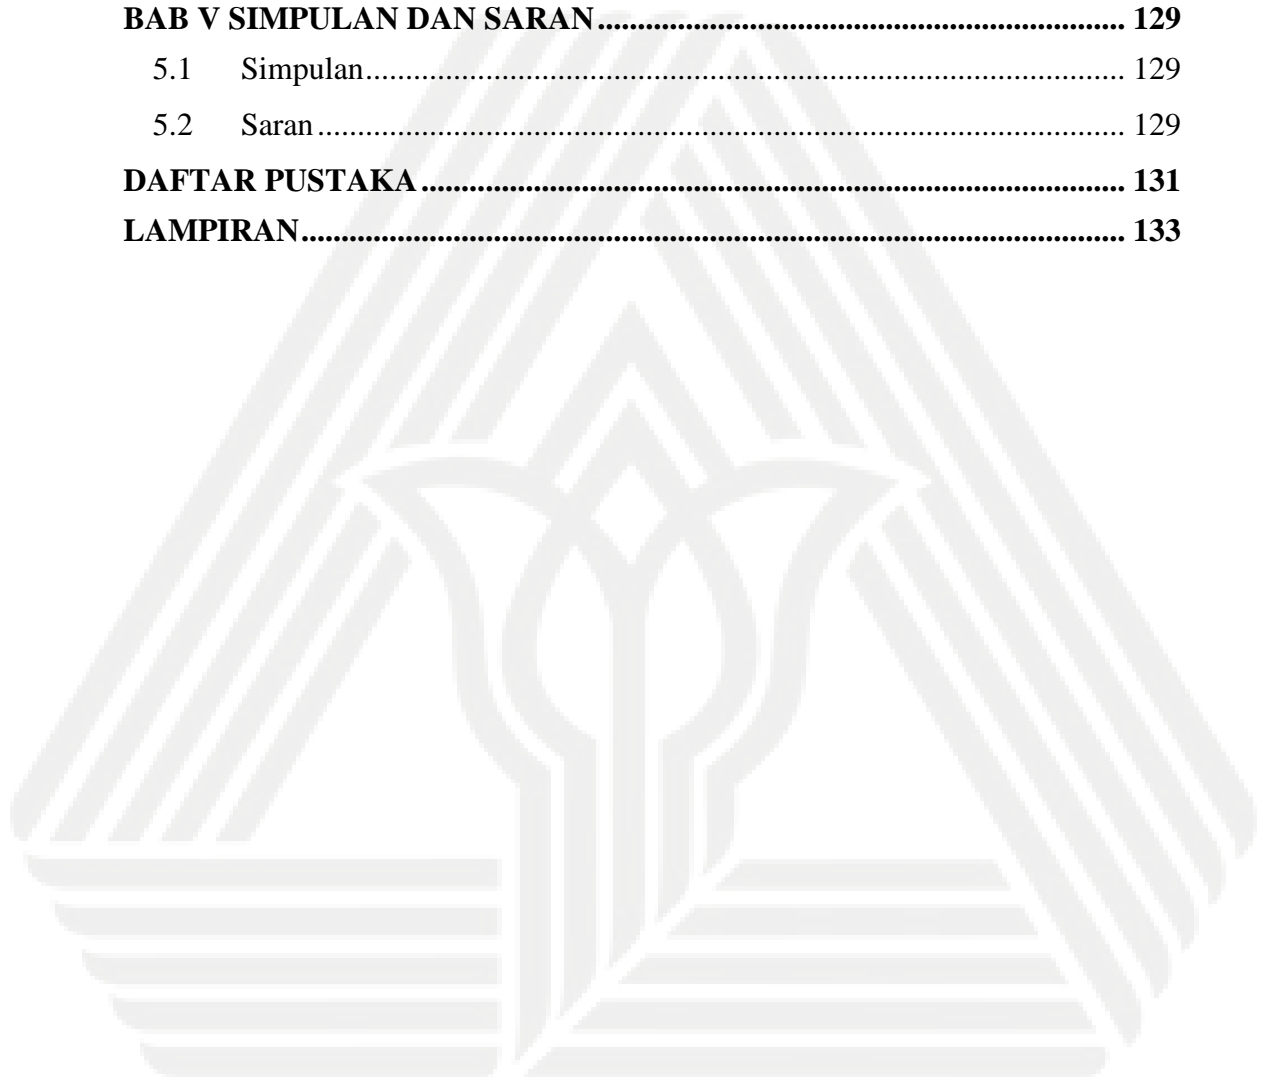 BAB V SIMPULAN DAN SARAN.................................................................. 129
5.1 Simpulan............................................................................................... 129
5.2 Saran..................................................................................................... 129
DAFTAR PUSTAKA........................................................................................ 131
LAMPIRAN....................................................................................................... 133